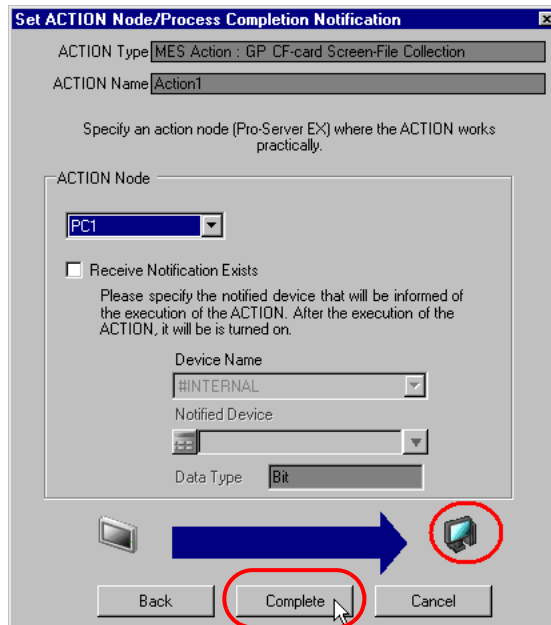 Set ACTION Node/Process Completion Notification
ACTION Type MES Action : GP CF-card Screen-File Collection
ACTION Name Action1
Specify an action node (Pro-Server EX) where the ACTION works
practically.
ACTION Node
PC1
Receive Notification Exists
Please specify the notified device that will be informed of
the execution of the ACTION. After the execution of the
ACTION, it will be is turned on.
Device Name
#INTERNAL
Notified Device
Data Type Bit
Back Complete Cancel